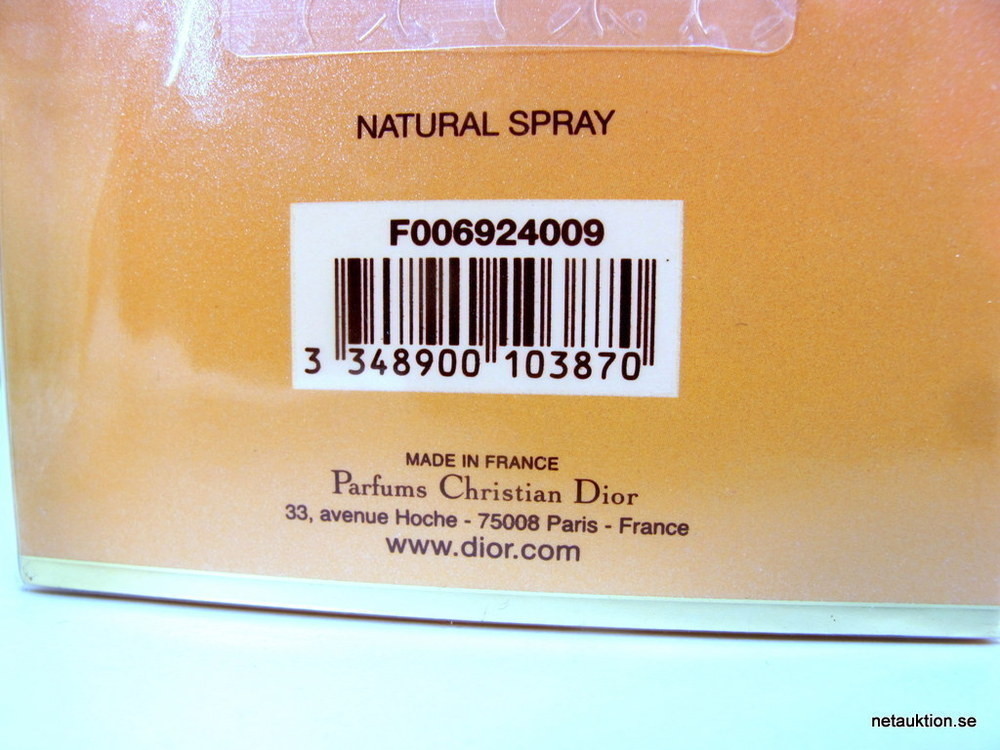 NATURAL SPRAY
F006924009
3 348900 103870
MADE IN FRANCE
Parfums Christian Dior
33, avenue Hoche - 75008 Paris - France
www.dior.com
netauktion.se